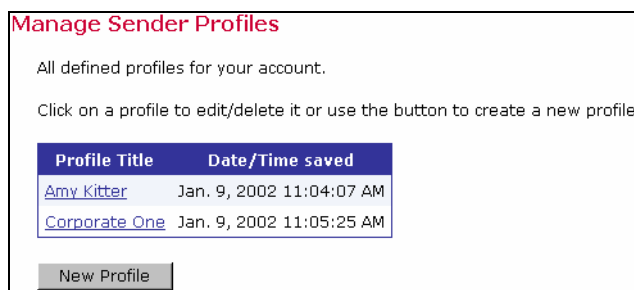 Manage Sender Profiles
All defined profiles for your account.
Click on a profile to edit/delete it or use the button to create a new profile
Profile Title Date/Time saved
Amy Kitter Jan. 9, 2002 11:04:07 AM
Corporate One Jan. 9, 2002 11:05:25 AM
New Profile